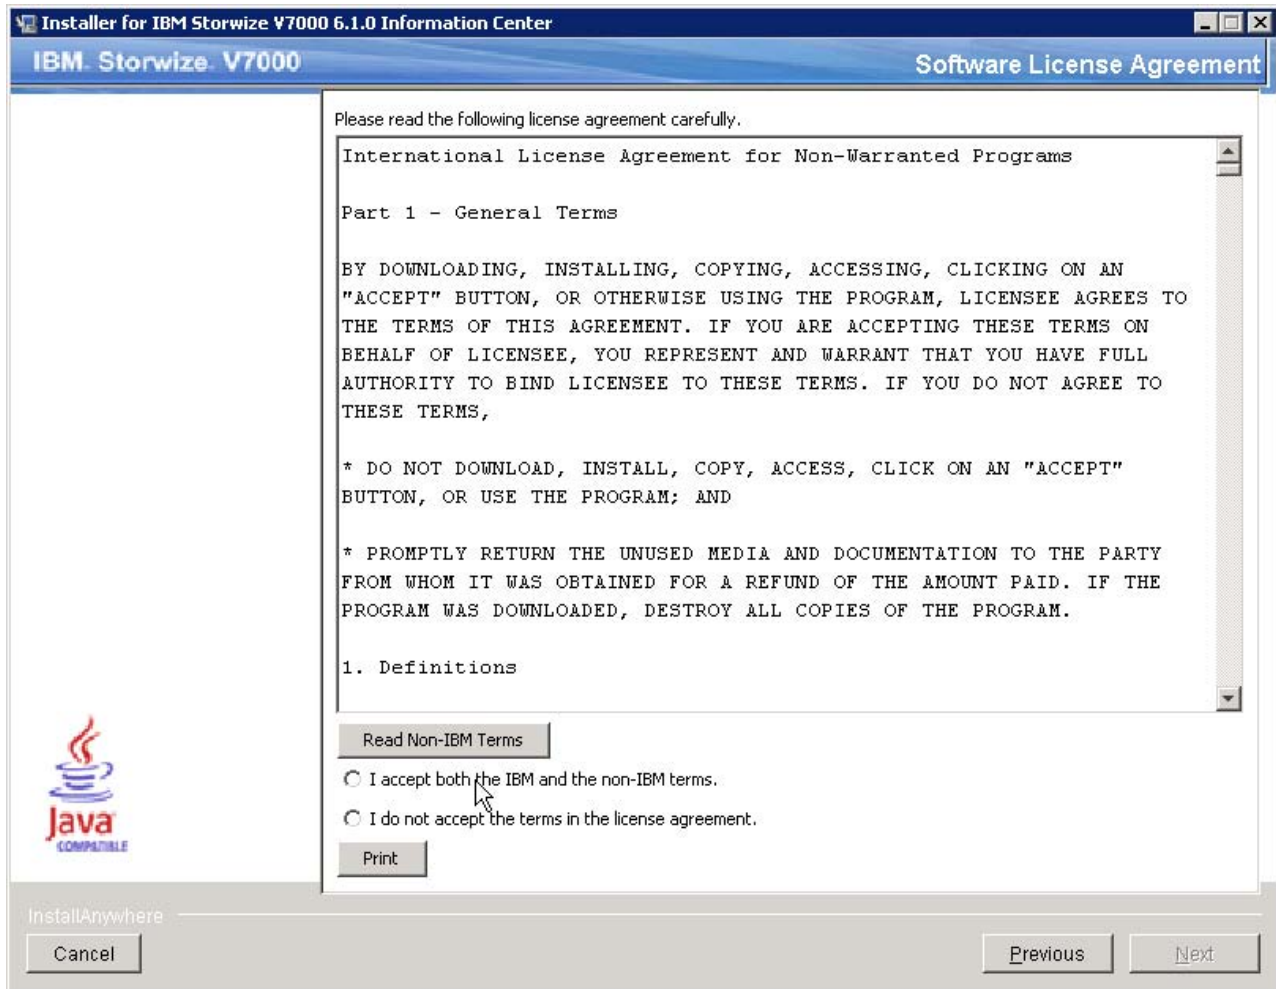 Installer for IBM Storwize V7000 6.1.0 Information Center
IBM Storwize V7000
Software License Agreement
Please read the following license agreement carefully.
International License Agreement for Non-Warranted Programs
Part 1 - General Terms
BY DOWNLOADING, INSTALLING, COPYING, ACCESSING, CLICKING ON AN
"ACCEPT" BUTTON, OR OTHERWISE USING THE PROGRAM, LICENSEE AGREES TO
THE TERMS OF THIS AGREEMENT. IF YOU ARE ACCEPTING THESE TERMS ON
BEHALF OF LICENSEE, YOU REPRESENT AND WARRANT THAT YOU HAVE FULL
AUTHORITY TO BIND LICENSEE TO THESE TERMS. IF YOU DO NOT AGREE TO
THESE TERMS,
* DO NOT DOWNLOAD, INSTALL, COPY, ACCESS, CLICK ON AN "ACCEPT"
BUTTON, OR USE THE PROGRAM; AND
* PROMPTLY RETURN THE UNUSED MEDIA AND DOCUMENTATION TO THE PARTY
FROM WHOM IT WAS OBTAINED FOR A REFUND OF THE AMOUNT PAID. IF THE
PROGRAM WAS DOWNLOADED, DESTROY ALL COPIES OF THE PROGRAM.
1. Definitions
Read Non-IBM Terms
I accept both the IBM and the non-IBM terms.
I do not accept the terms in the license agreement.
Print
Java
COMPATIBLE
InstallAnywhere
Cancel
Previous
Next